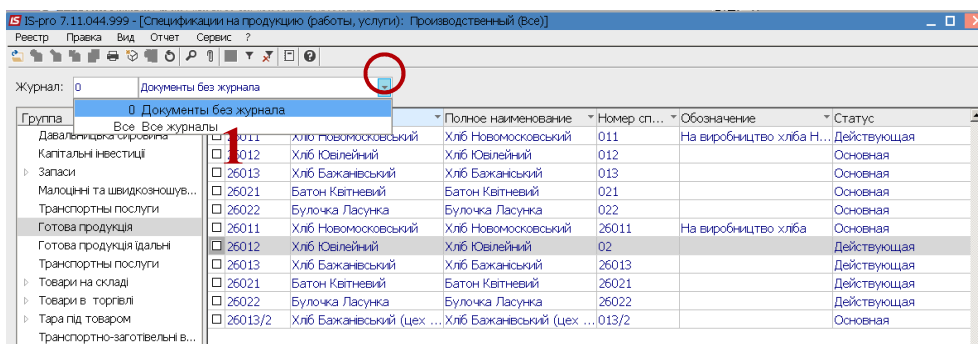 IS-pro 7.11.044.999 - [Спецификации на продукцию (работы, услуги): Производственный (Все)]
Реестр Правка Вид Отчет Сервис ?
Журнал: 0 Документы без журнала
0 Документы без журнала
Все Все журналы
1
Группа Полное наименование Номер сп... Обозначение Статус
Давальницька сировина 26011 Хліб Новомосковський Хліб Новомосковський 011 На виробництво хліба Н... Действующая
Капітальні інвестиції 26012 Хліб Ювілейний Хліб Ювілейний 012 Основная
Запаси 26013 Хліб Бажанівський Хліб Бажаніський 013 Основная
Малоцінні та швидкозношув... 26021 Батон Квітневий Батон Квітневий 021 Основная
Транспортны послуги 26022 Булочка Ласунка Булочка Ласунка 022 Основная
Готова продукція 26011 Хліб Новомосковський Хліб Новомосковський 26011 На виробництво хліба Основная
Готова продукція їдальні 26012 Хліб Ювілейний Хліб Ювілейний 02 Действующая
Транспортны послуги 26013 Хліб Бажанівський Хліб Бажаніський 26013 Действующая
Товари на складі 26021 Батон Квітневий Батон Квітневий 26021 Действующая
Товари в торгівлі 26022 Булочка Ласунка Булочка Ласунка 26022 Действующая
Тара під товаром 26013/2 Хліб Бажанівський (цех ... Хліб Бажанівський (цех ... 013/2 Основная
Транспортно-заготівельні в...